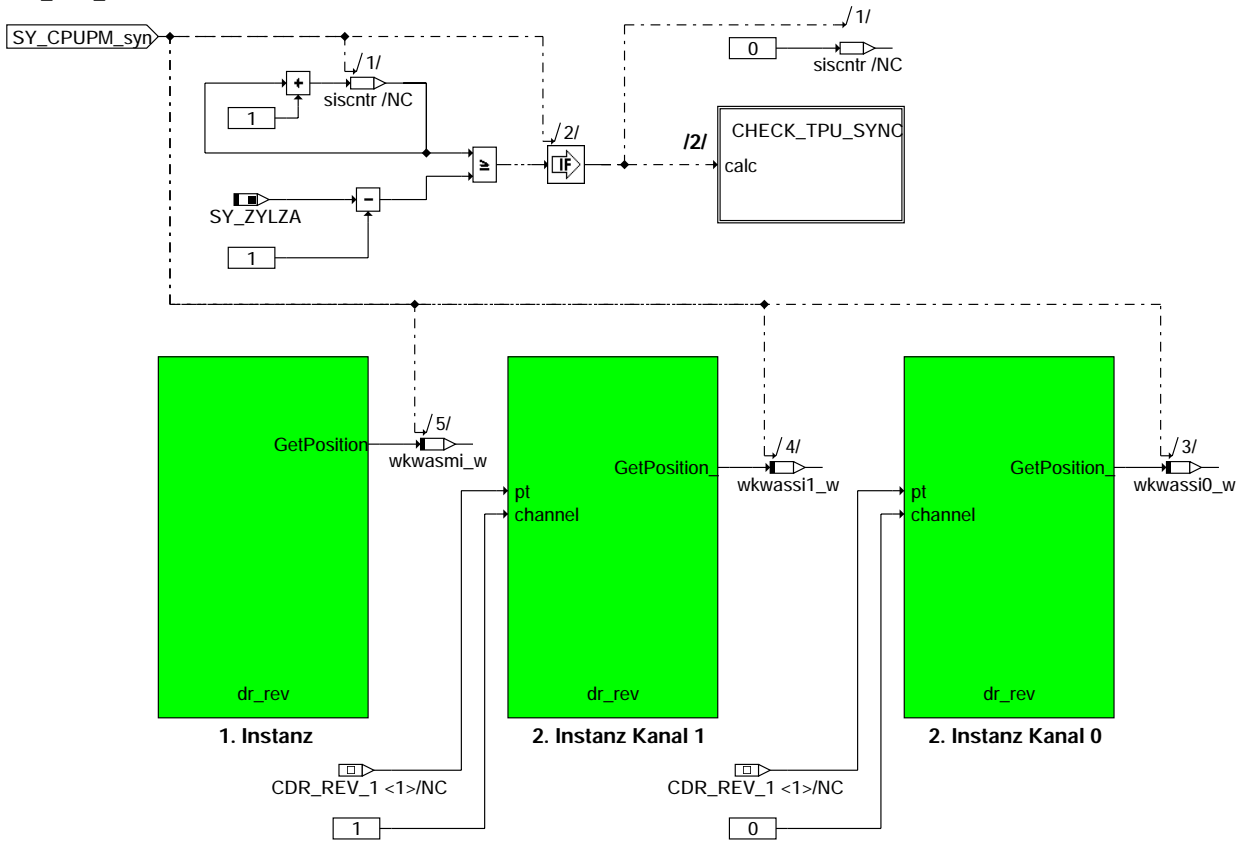 SY_CPUPM_syn
/1/
0
siscntr /NC
/1/
+
siscntr /NC
1
/2/
IF
/2/
CHECK_TPU_SYNC
calc
≥
SY_ZYLZA
−
1
GetPosition
/5/
wkwasmi_w
dr_rev
1. Instanz
GetPosition_
/4/
wkwassi1_w
pt
channel
dr_rev
2. Instanz Kanal 1
GetPosition_
/3/
wkwassi0_w
pt
channel
dr_rev
2. Instanz Kanal 0
CDR_REV_1 <1>/NC
1
CDR_REV_1 <1>/NC
0